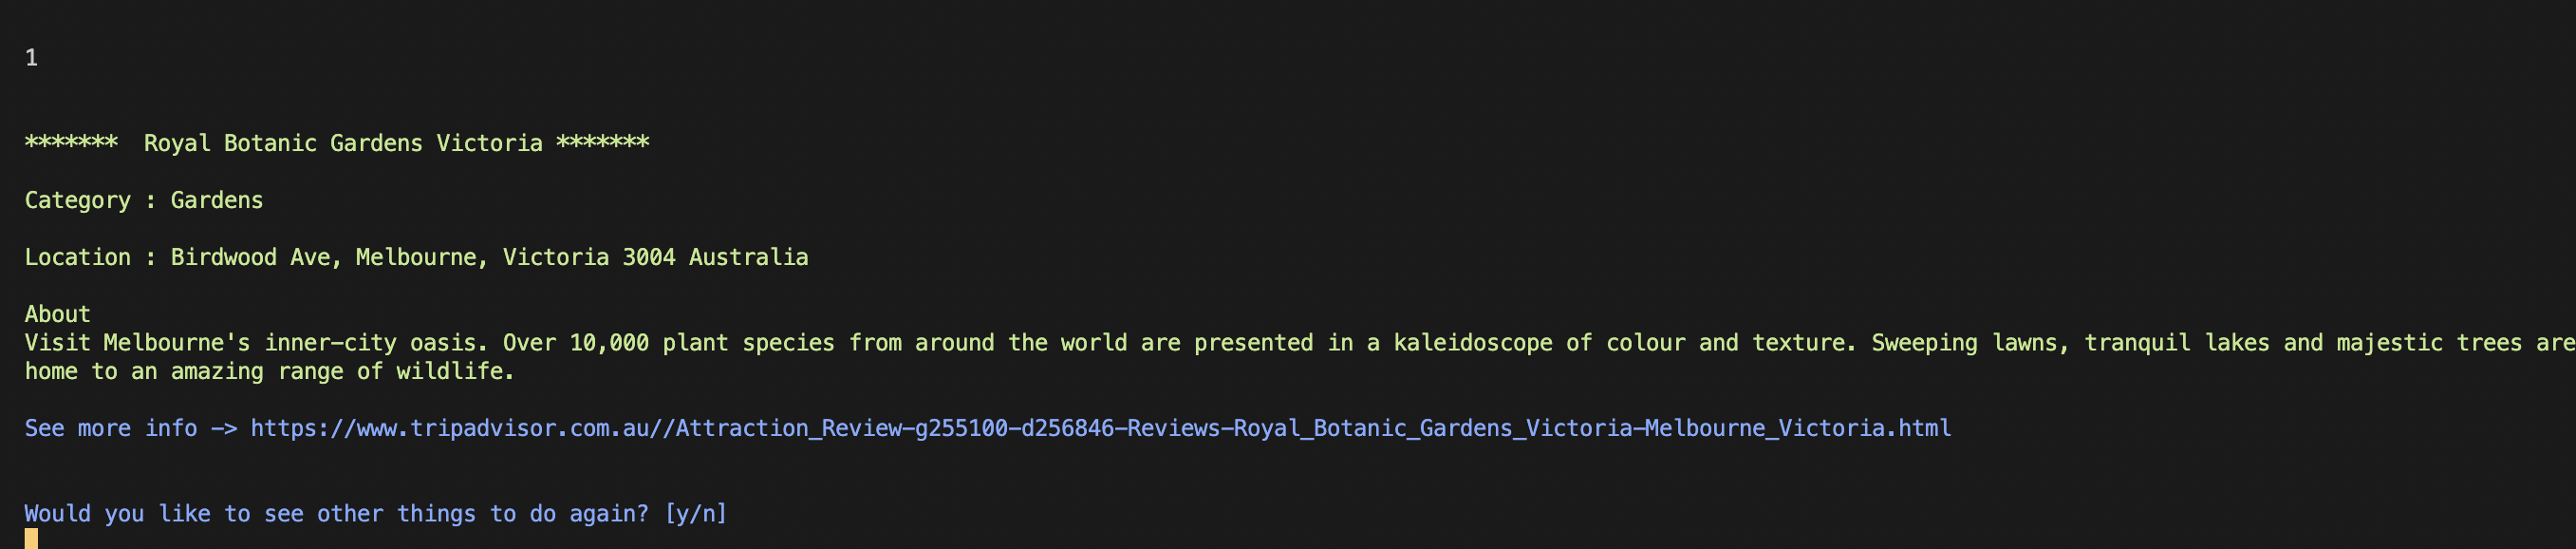 1
*******  Royal Botanic Gardens Victoria *******
Category : Gardens
Location : Birdwood Ave, Melbourne, Victoria 3004 Australia
About
Visit Melbourne's inner-city oasis. Over 10,000 plant species from around the world are presented in a kaleidoscope of colour and texture. Sweeping lawns, tranquil lakes and majestic trees are
home to an amazing range of wildlife.
See more info -> https://www.tripadvisor.com.au//Attraction_Review-g255100-d256846-Reviews-Royal_Botanic_Gardens_Victoria-Melbourne_Victoria.html
Would you like to see other things to do again? [y/n]